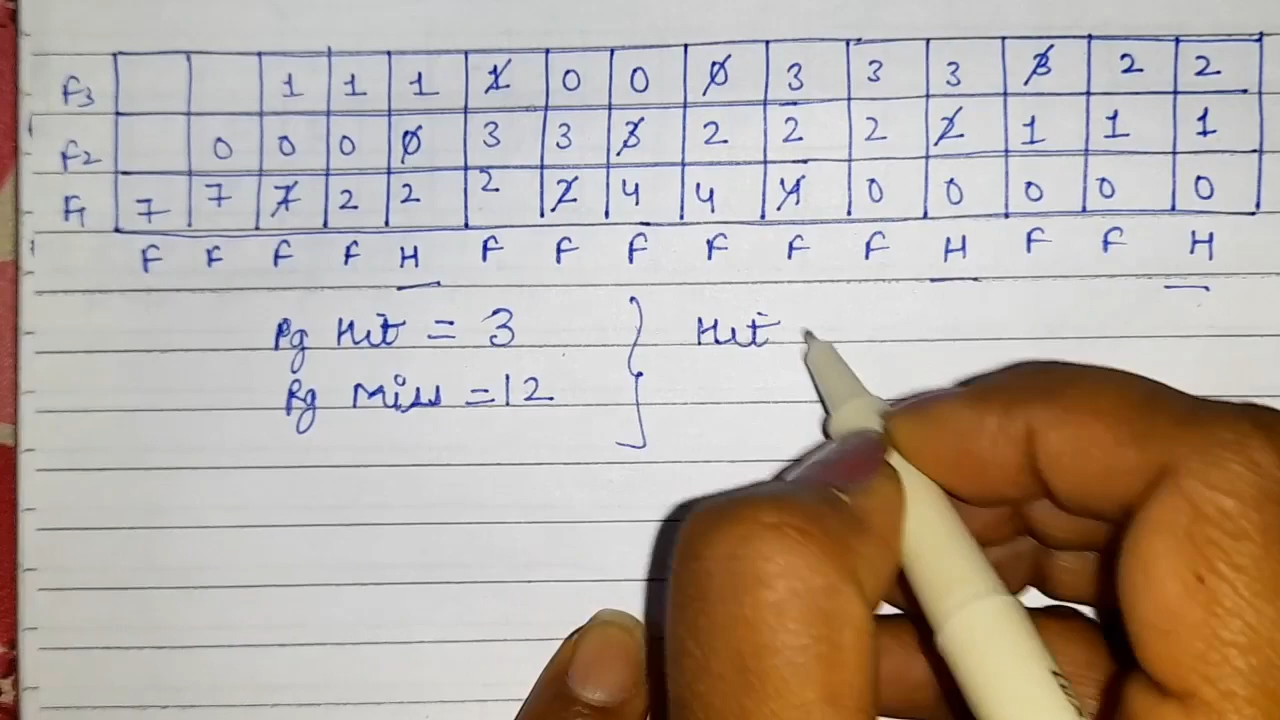 F3 1 1 1 1 0 0 0 3 3 3 3 2 2
F2 0 0 0 0 3 3 3 2 2 2 2 1 1 1
F1 7 7 7 2 2 2 2 4 4 4 0 0 0 0 0
F F F F H F F F F F F H F F H
Pg Hit = 3
Pg Miss = 12
Hit